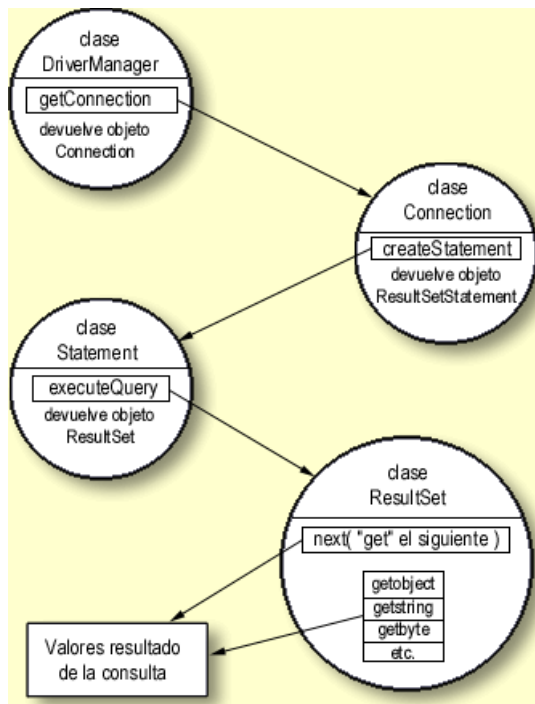 clase
DriverManager
getConnection
devuelve objeto
Connection
clase
Connection
createStatement
devuelve objeto
ResultSetStatement
clase
Statement
executeQuery
devuelve objeto
ResultSet
clase
ResultSet
next( "get" el siguiente )
getobject
getstring
getbyte
etc.
Valores resultado
de la consulta